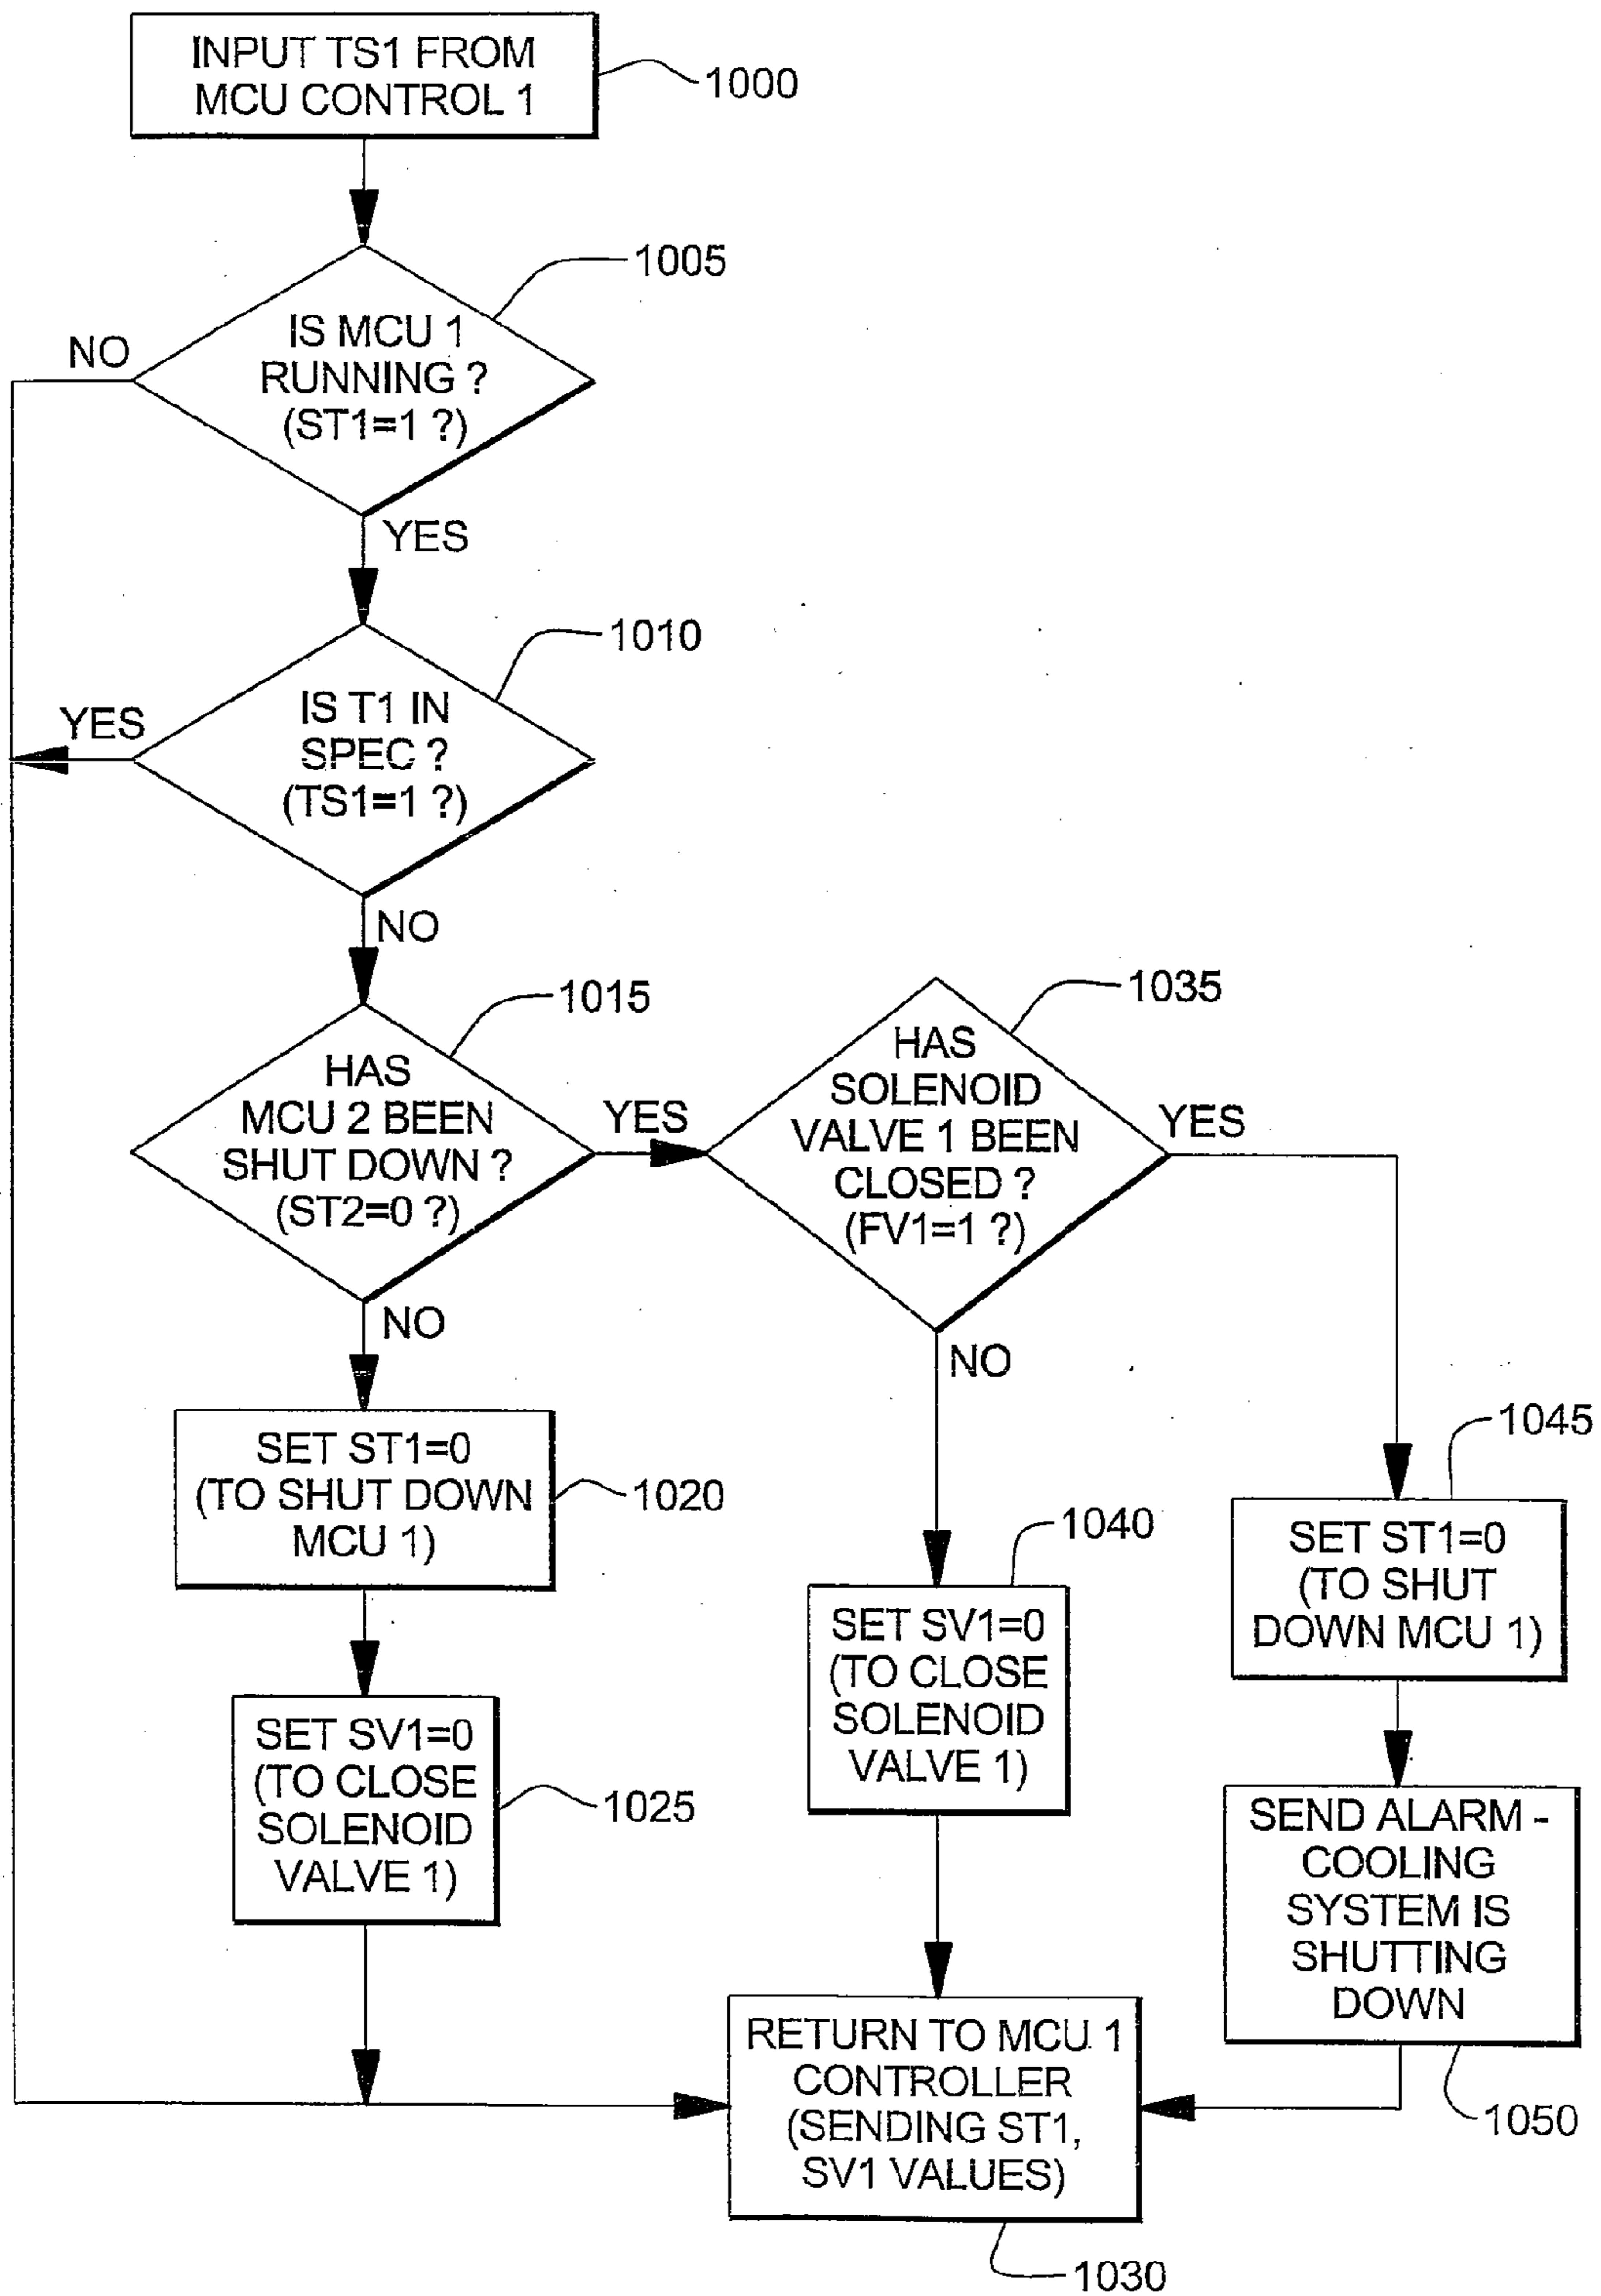 INPUT TS1 FROM
MCU CONTROL 1
1000
IS MCU 1
RUNNING ?
(ST1=1 ?)
1005
NO
YES
IS T1 IN
SPEC ?
(TS1=1 ?)
1010
YES
NO
HAS
MCU 2 BEEN
SHUT DOWN ?
(ST2=0 ?)
1015
YES
NO
HAS
SOLENOID
VALVE 1 BEEN
CLOSED ?
(FV1=1 ?)
1035
YES
NO
SET ST1=0
(TO SHUT DOWN
MCU 1)
1020
SET SV1=0
(TO CLOSE
SOLENOID
VALVE 1)
1025
SET SV1=0
(TO CLOSE
SOLENOID
VALVE 1)
1040
SET ST1=0
(TO SHUT
DOWN MCU 1)
1045
SEND ALARM -
COOLING
SYSTEM IS
SHUTTING
DOWN
1050
RETURN TO MCU 1
CONTROLLER
(SENDING ST1,
SV1 VALUES)
1030